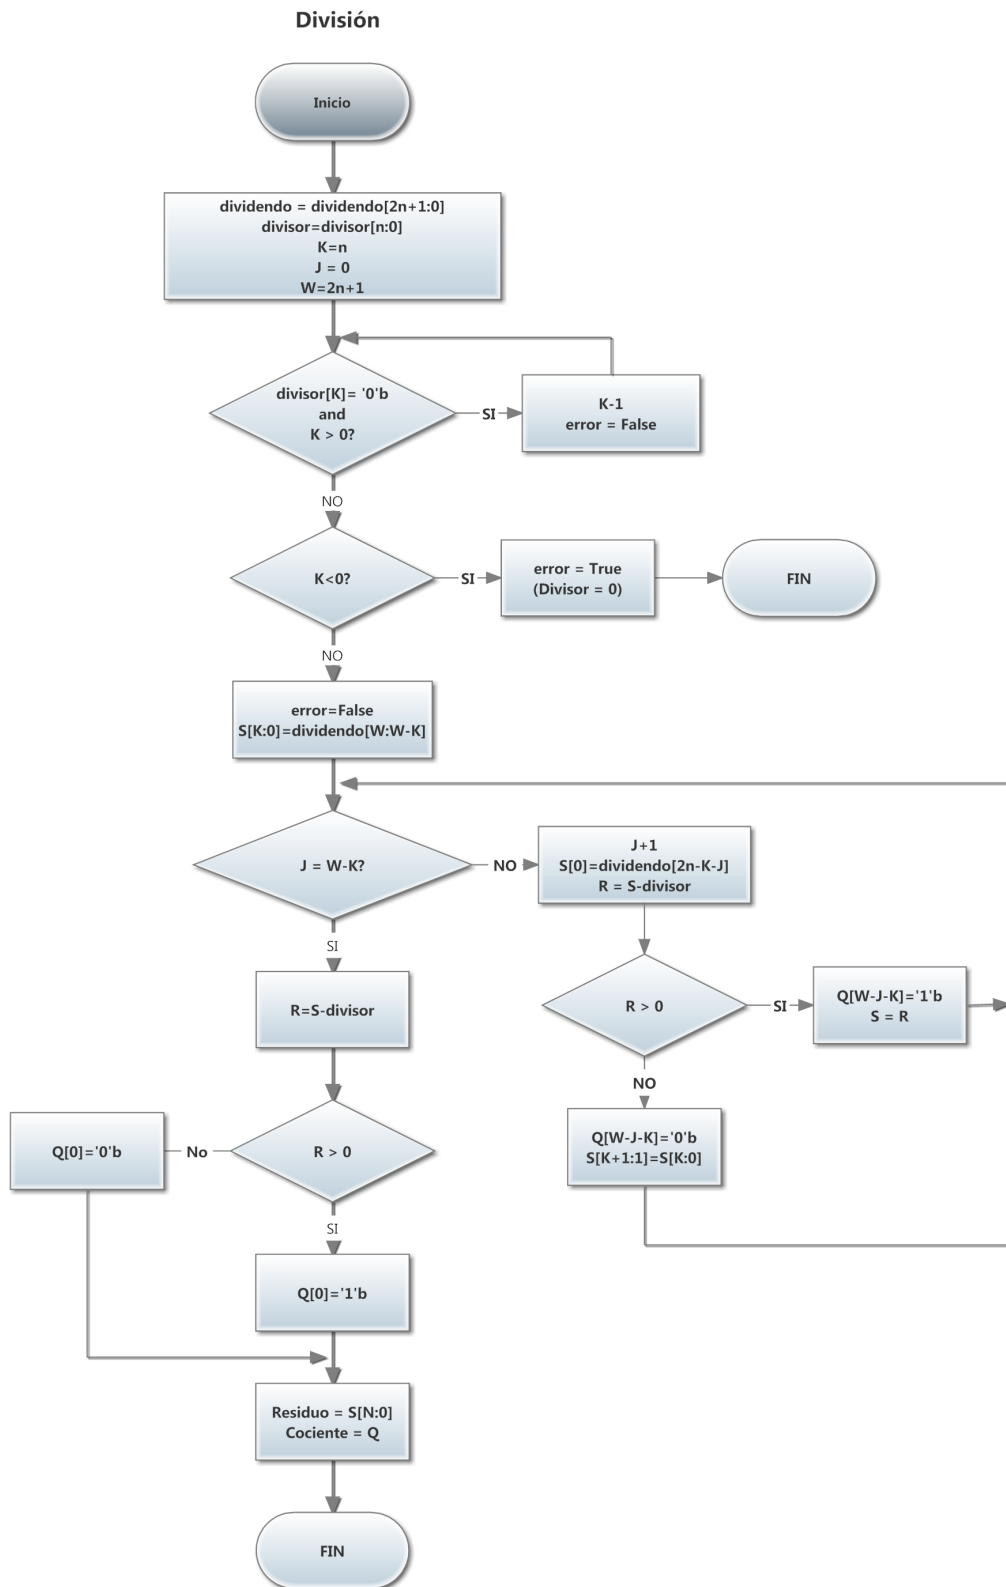 División
Inicio
dividendo = dividendo[2n+1:0]
divisor=divisor[n:0]
K=n
J = 0
W=2n+1
divisor[K]= '0'b
and
K > 0?
SI
K-1
error = False
NO
K<0?
SI
error = True
(Divisor = 0)
FIN
NO
error=False
S[K:0]=dividendo[W:W-K]
J = W-K?
NO
J+1
S[0]=dividendo[2n-K-J]
R = S-divisor
SI
R=S-divisor
R > 0
SI
Q[W-J-K]='1'b
S = R
NO
Q[W-J-K]='0'b
S[K+1:1]=S[K:0]
Q[0]='0'b
No
R > 0
SI
Q[0]='1'b
Residuo = S[N:0]
Cociente = Q
FIN